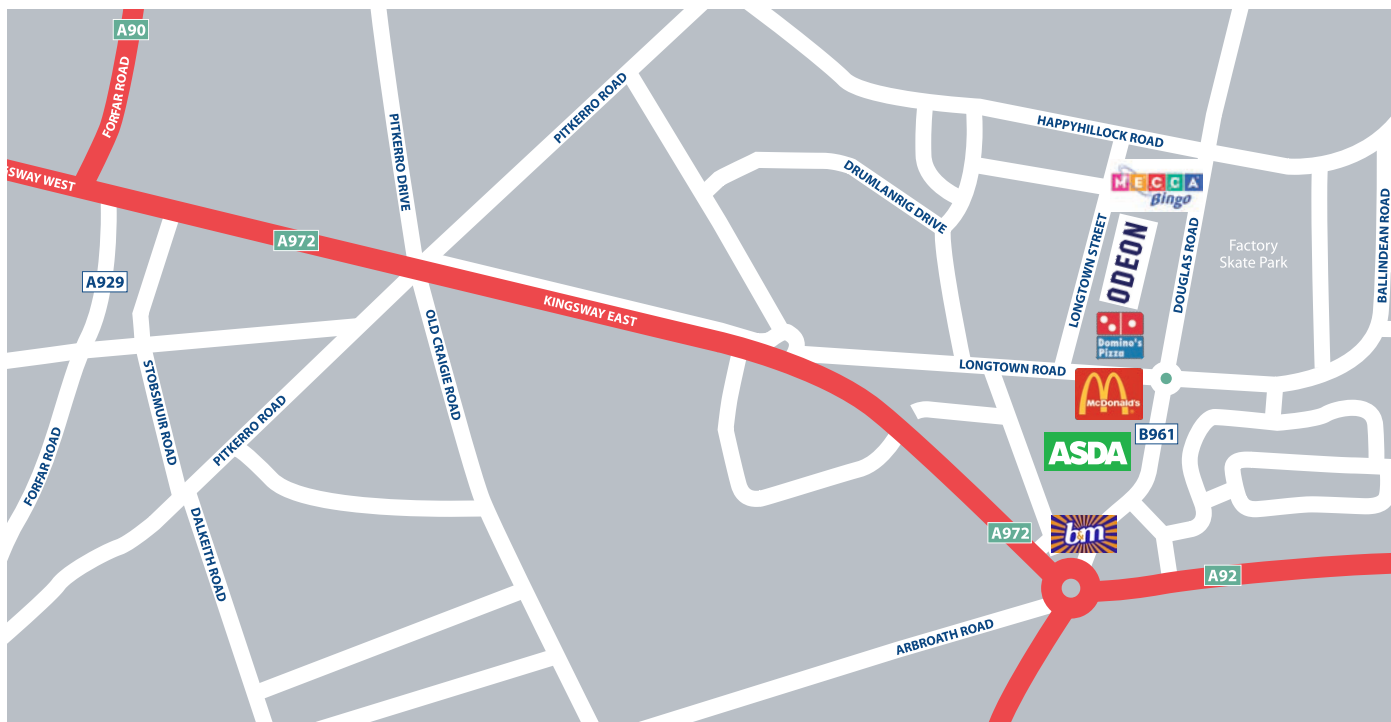 A90
FORFAR ROAD
SWAY WEST
A972
A929
PITKERRO DRIVE
PITKERRO ROAD
HAPPYHILLOCK ROAD
DRUMLANRIG DRIVE
MECCA
Bingo
ODEON
LONGTOWN STREET
DOUGLAS ROAD
Factory
Skate Park
BALLINDEAN ROAD
KINGSWAY EAST
Domino's
Pizza
LONGTOWN ROAD
McDonald's
OLD CRAIGIE ROAD
STOBSMUIR ROAD
PITKERRO ROAD
FORFAR ROAD
B961
ASDA
DALKEITH ROAD
A972
b&m
A92
ARBROATH ROAD